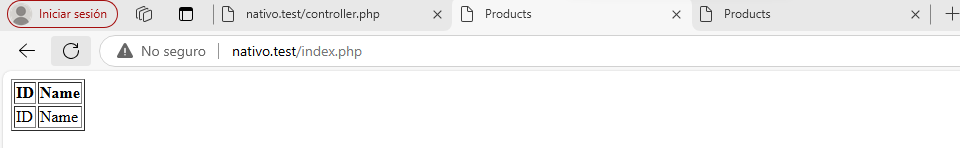 Iniciar sesión nativo.test/controller.php Products Products
No seguro nativo.test/index.php
ID Name
ID Name